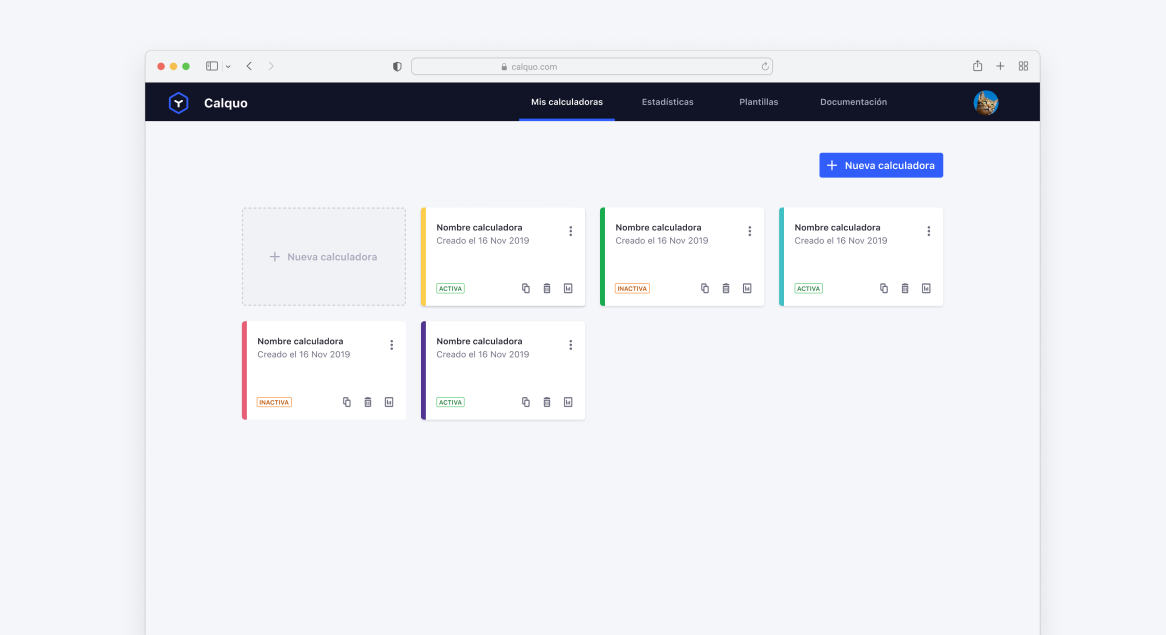 calquo.com
Calquo
Mis calculadoras
Estadísticas
Plantillas
Documentación
Nueva calculadora
Nueva calculadora
Nombre calculadora
Creado el 16 Nov 2019
ACTIVA
Nombre calculadora
Creado el 16 Nov 2019
INACTIVA
Nombre calculadora
Creado el 16 Nov 2019
ACTIVA
Nombre calculadora
Creado el 16 Nov 2019
INACTIVA
Nombre calculadora
Creado el 16 Nov 2019
ACTIVA